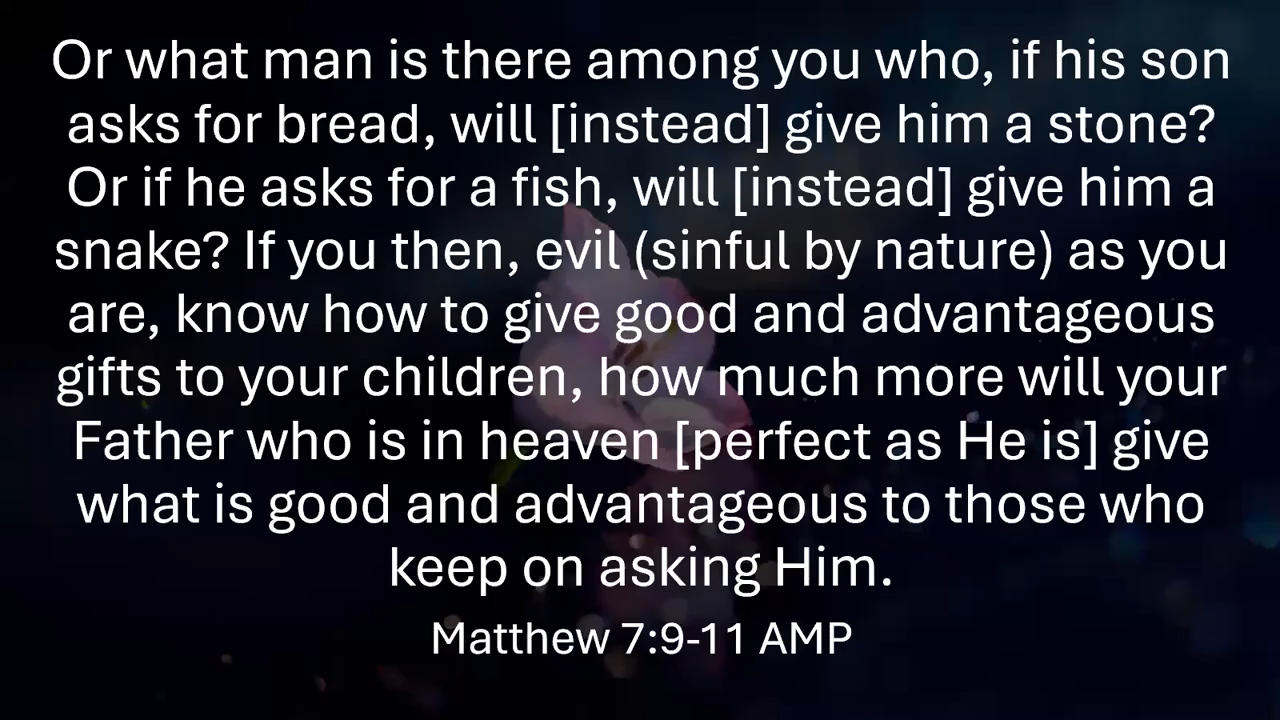 Or what man is there among you who, if his son
asks for bread, will [instead] give him a stone?
Or if he asks for a fish, will [instead] give him a
snake? If you then, evil (sinful by nature) as you
are, know how to give good and advantageous
gifts to your children, how much more will your
Father who is in heaven [perfect as He is] give
what is good and advantageous to those who
keep on asking Him.
Matthew 7:9-11 AMP